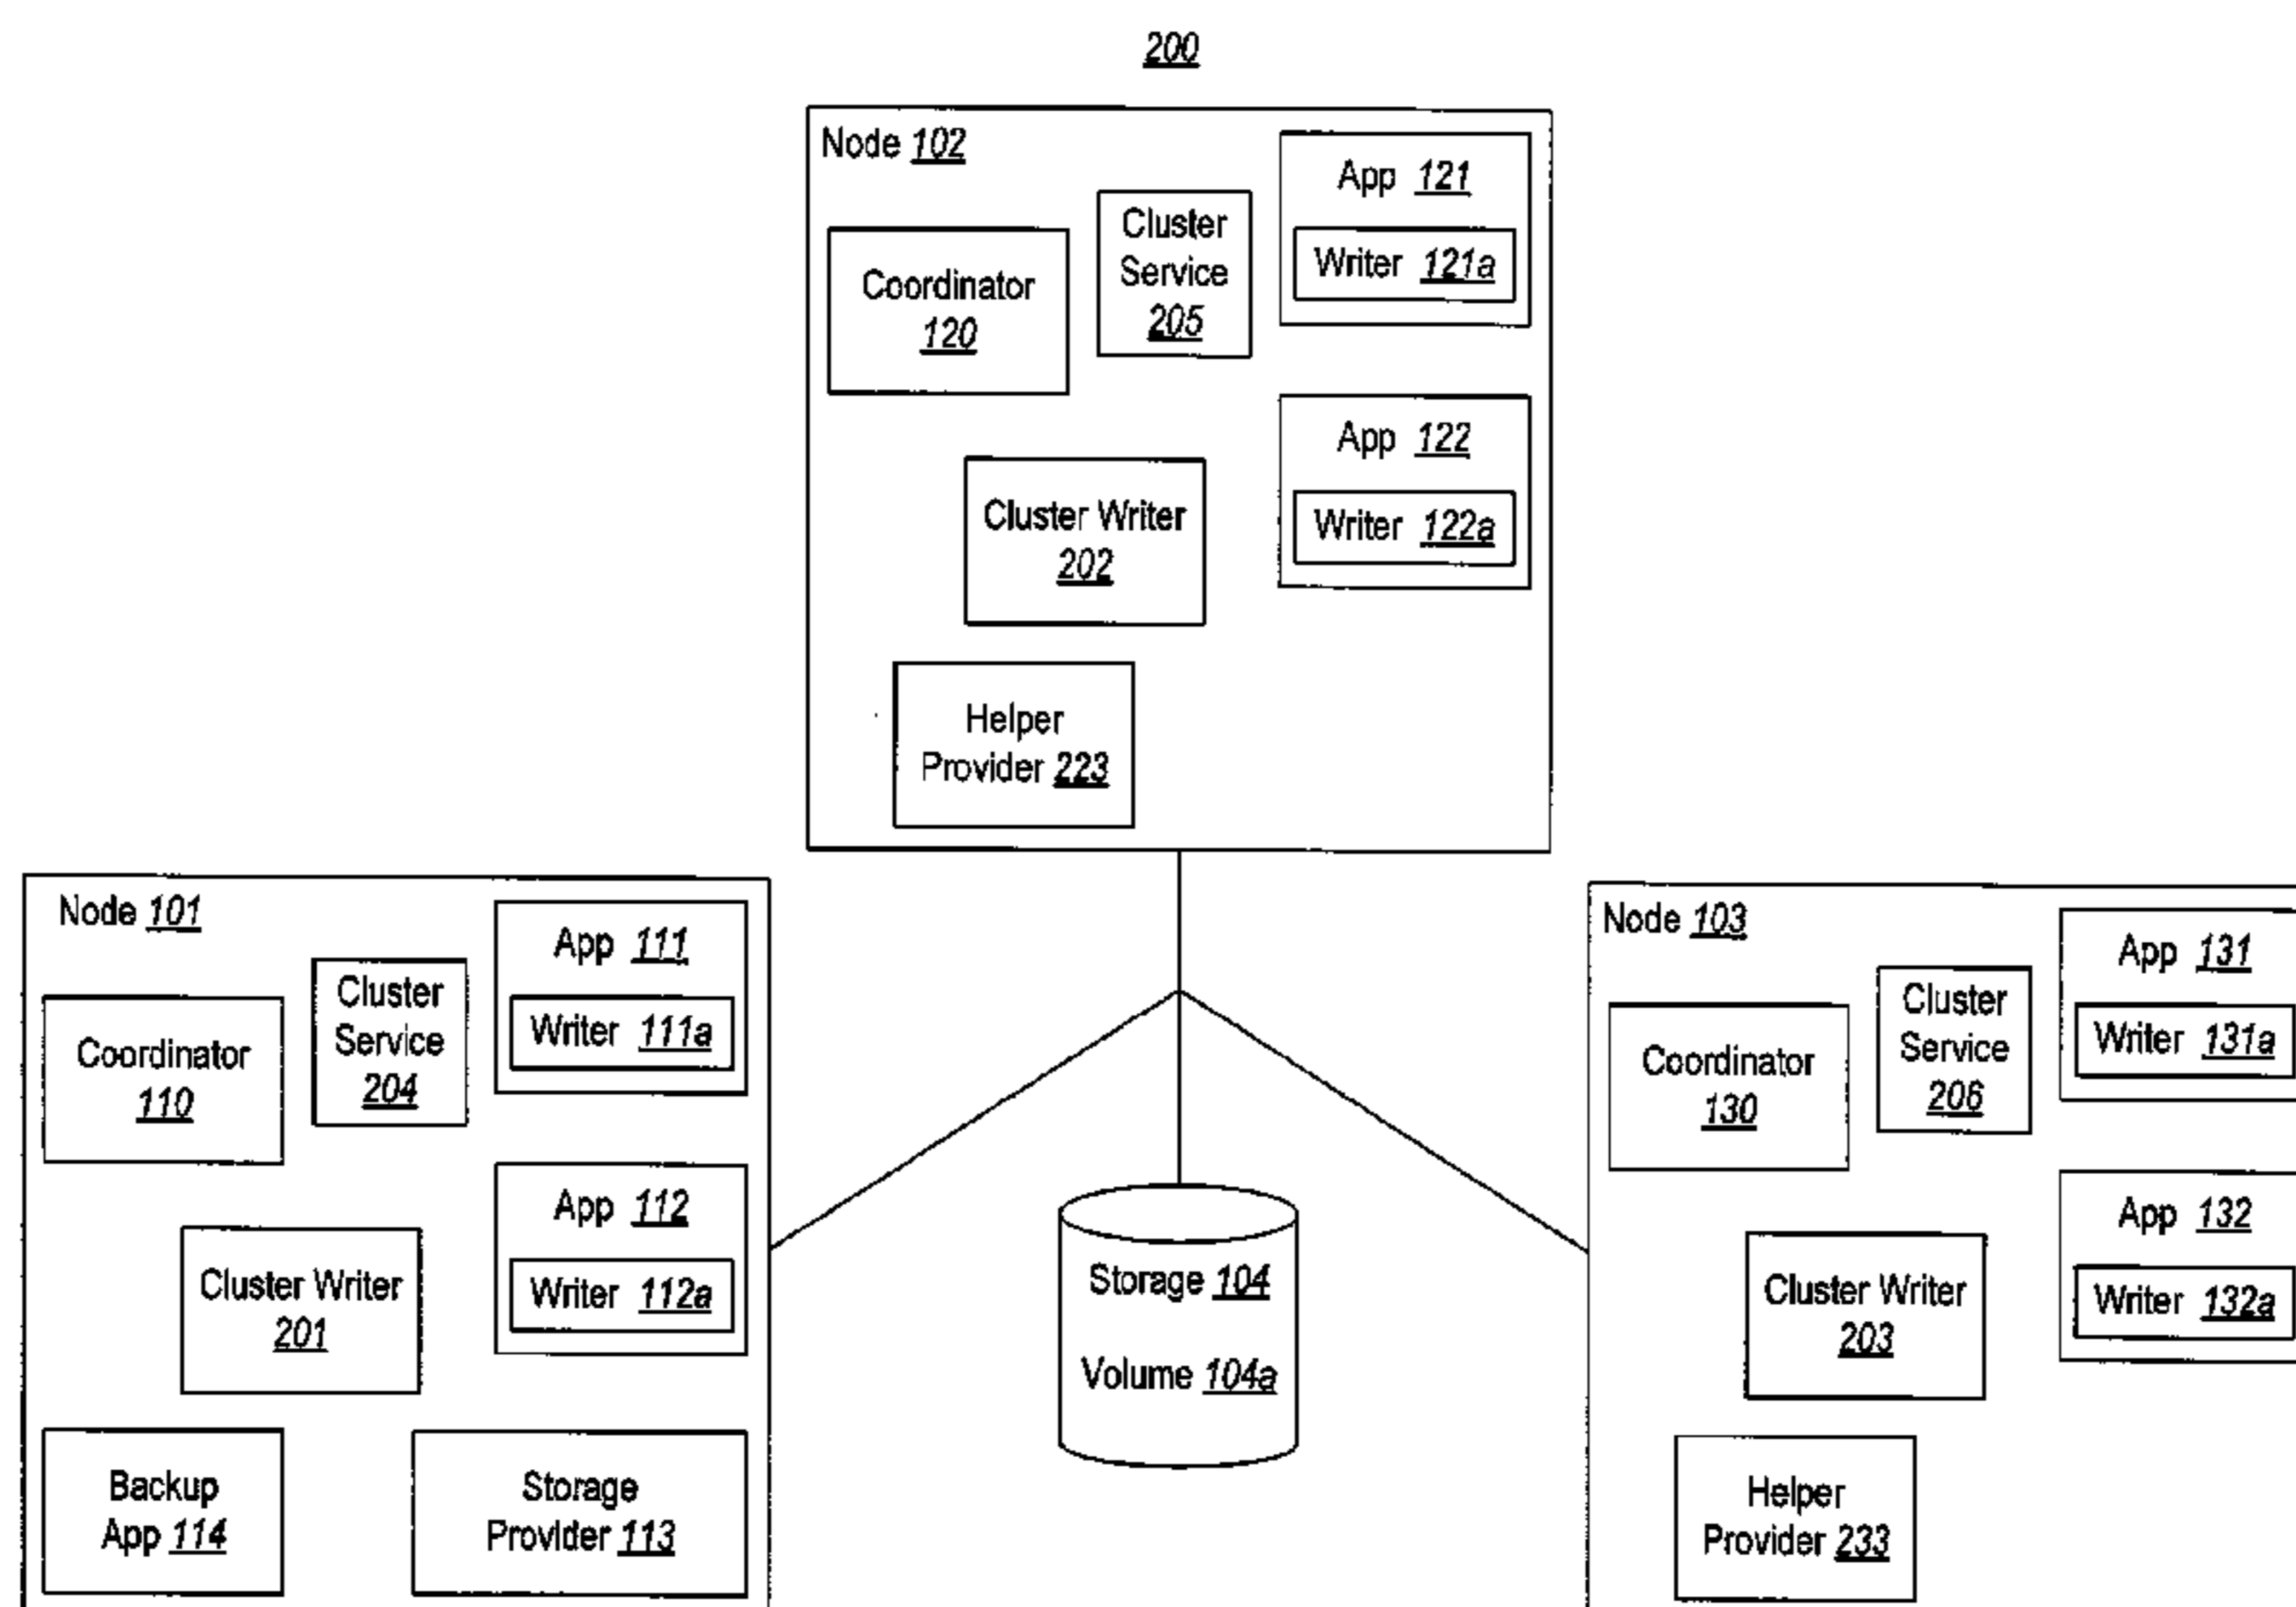 200
Node 102
Coordinator
120
Cluster
Service
205
App 121
Writer 121a
App 122
Writer 122a
Cluster Writer
202
Helper
Provider 223
Node 101
Coordinator
110
Cluster
Service
204
App 111
Writer 111a
App 112
Writer 112a
Cluster Writer
201
Backup
App 114
Storage
Provider 113
Storage 104
Volume 104a
Node 103
Coordinator
130
Cluster
Service
206
App 131
Writer 131a
App 132
Writer 132a
Cluster Writer
203
Helper
Provider 233